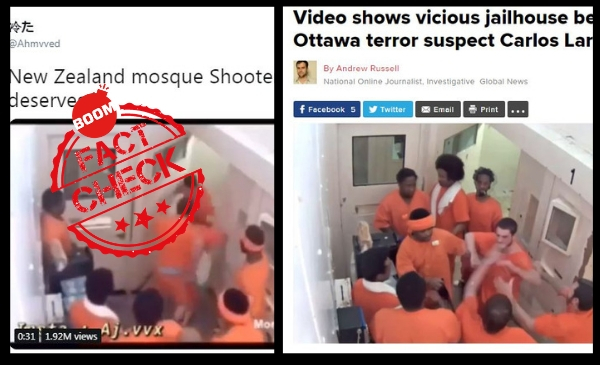 冷た
@Ahmvved
New Zealand mosque Shoote
deserve
BOOM
FACT
CHECK
0:31 | 1.92M views
Aj.vvx
Video shows vicious jailhouse be
Ottawa terror suspect Carlos Lar
By Andrew Russell
National Online Journalist, Investigative Global News
Facebook 5 Twitter Email Print ...
1